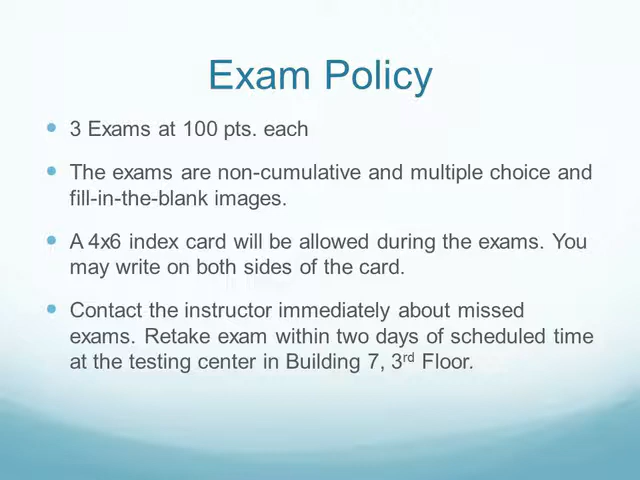 Exam Policy
3 Exams at 100 pts. each
The exams are non-cumulative and multiple choice and
fill-in-the-blank images.
A 4x6 index card will be allowed during the exams. You
may write on both sides of the card.
Contact the instructor immediately about missed
exams. Retake exam within two days of scheduled time
at the testing center in Building 7, 3rd Floor.